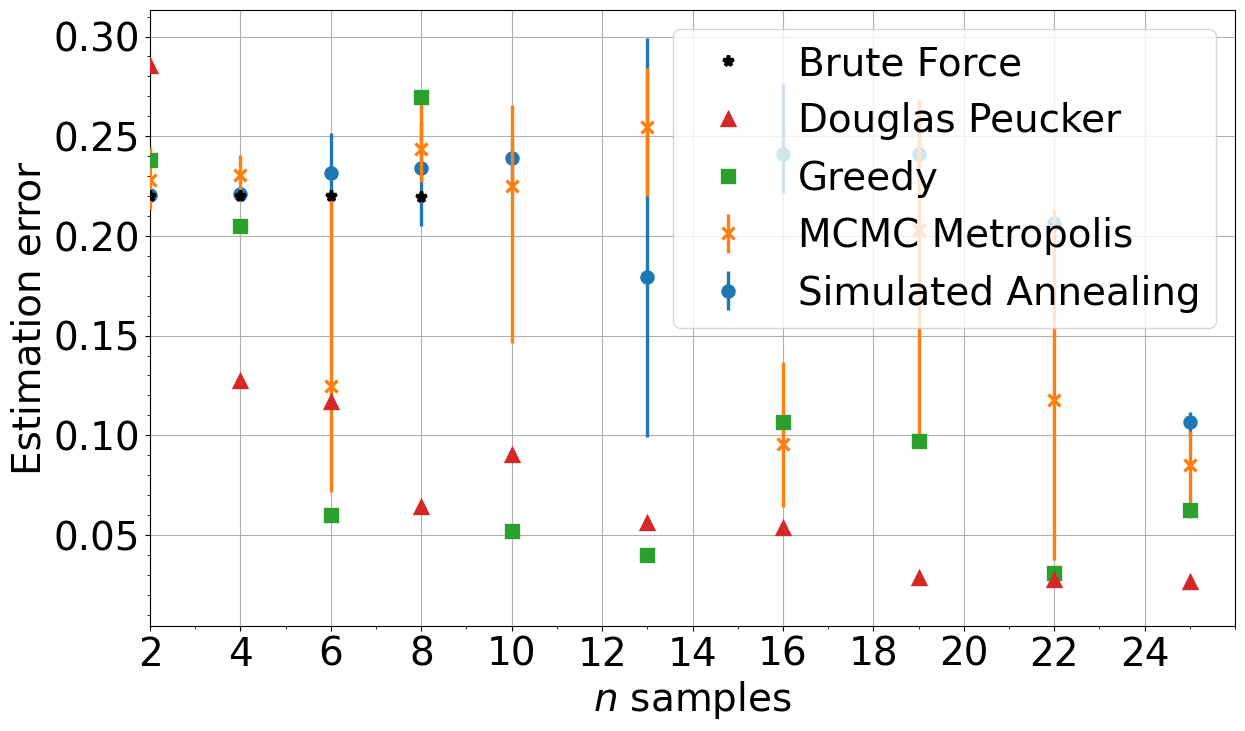 0.30
0.25
0.20
0.15
0.10
0.05
Estimation error
2 4 6 8 10 12 14 16 18 20 22 24
n samples
Brute Force
Douglas Peucker
Greedy
MCMC Metropolis
Simulated Annealing